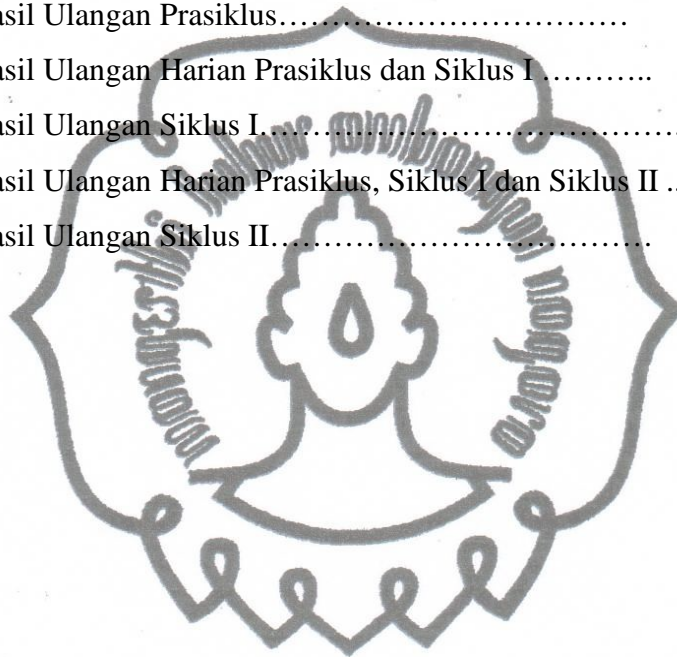 asil Ulangan Prasiklus……………………………
asil Ulangan Harian Prasiklus dan Siklus I ………..
asil Ulangan Siklus I…………………………………….
asil Ulangan Harian Prasiklus, Siklus I dan Siklus II ..
asil Ulangan Siklus II…………………………….